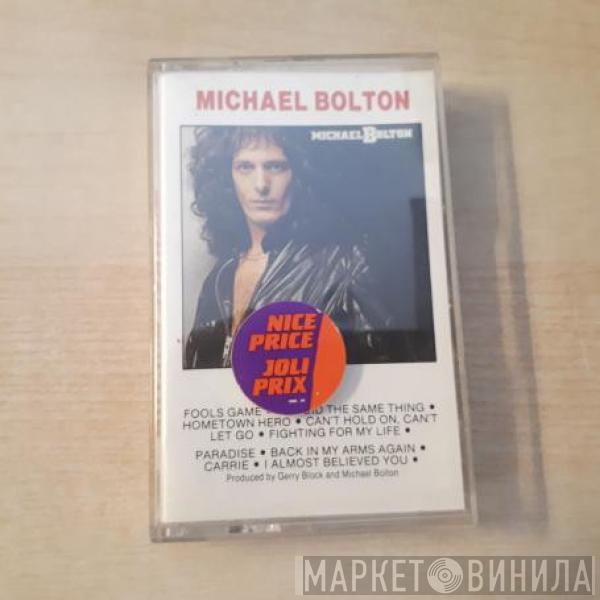 MICHAEL BOLTON
MICHAEL BOLTON
NICE
PRICE
JOLI
PRIX
FOOLS GAME THE SAME THING •
HOMETOWN HERO • CAN'T HOLD ON, CAN'T
LET GO • FIGHTING FOR MY LIFE •
PARADISE • BACK IN MY ARMS AGAIN •
CARRIE • I ALMOST BELIEVED YOU •
Produced by Gerry Block and Michael Bolton
МАРКЕТ ВИНИЛА